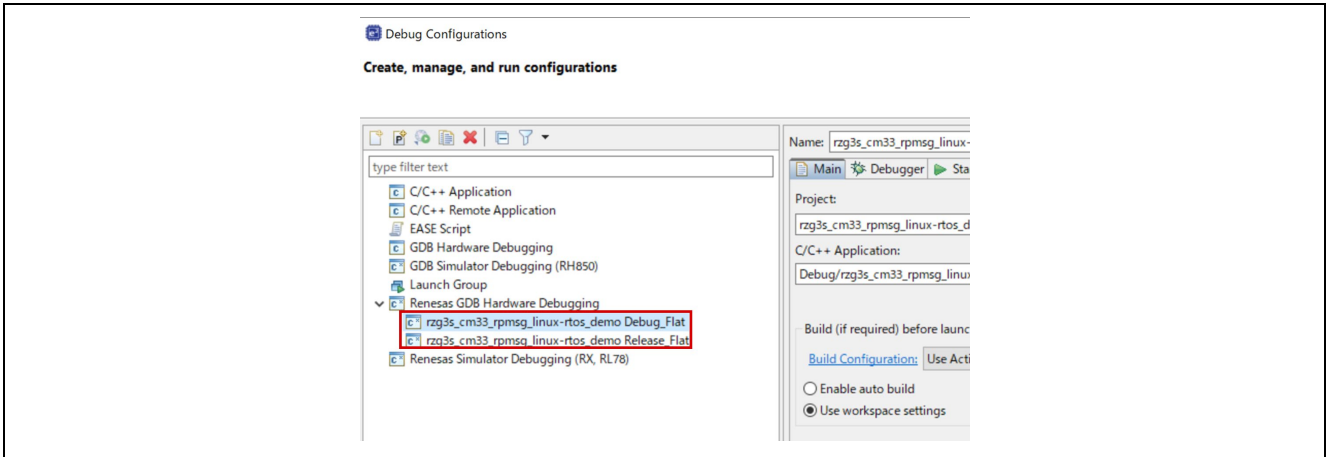 Debug Configurations
Create, manage, and run configurations
type filter text
C/C++ Application
C/C++ Remote Application
EASE Script
GDB Hardware Debugging
GDB Simulator Debugging (RH850)
Launch Group
Renesas GDB Hardware Debugging
rzg3s_cm33_rpmsg_linux-rtos_demo Debug_Flat
rzg3s_cm33_rpmsg_linux-rtos_demo Release_Flat
Renesas Simulator Debugging (RX, RL78)
Name: rzg3s_cm33_rpmsg_linux-
Main Debugger Sta
Project:
rzg3s_cm33_rpmsg_linux-rtos_d
C/C++ Application:
Debug/rzg3s_cm33_rpmsg_linux
Build (if required) before launc
Build Configuration: Use Acti
Enable auto build
Use workspace settings